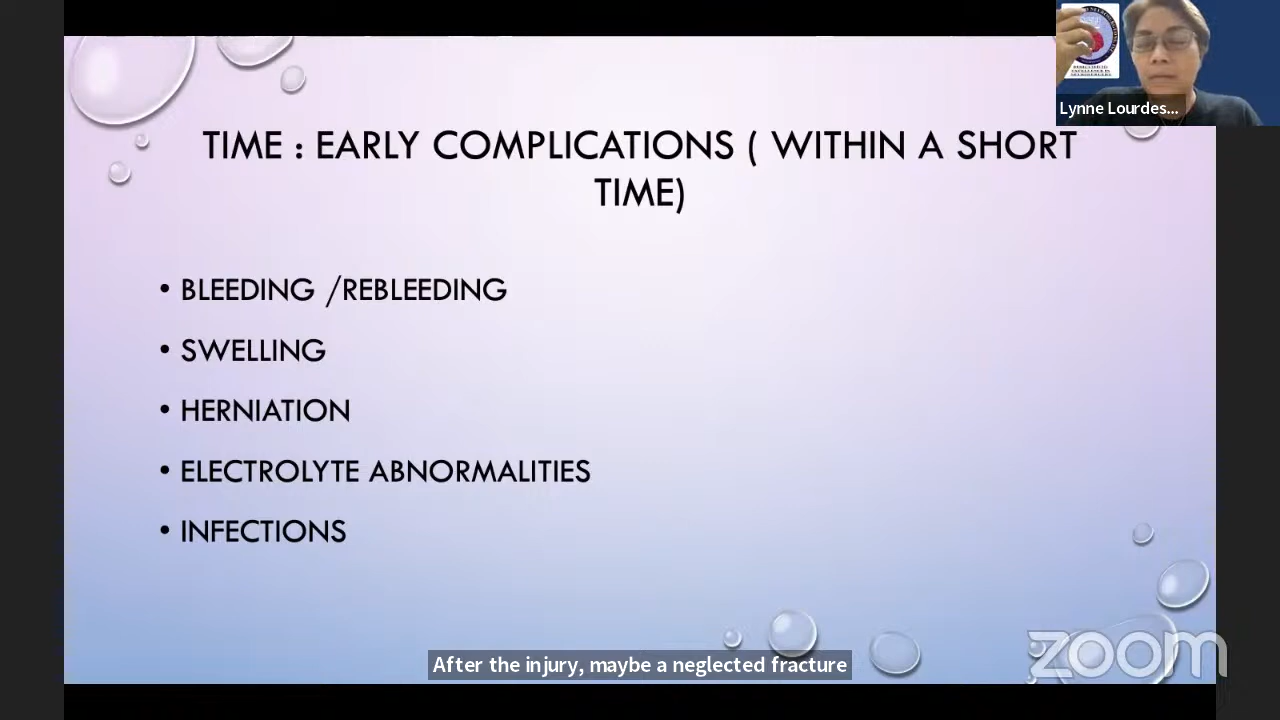 Lynne Lourdes...
TIME : EARLY COMPLICATIONS ( WITHIN A SHORT
TIME)
• BLEEDING /REBLEEDING
• SWELLING
• HERNIATION
• ELECTROLYTE ABNORMALITIES
• INFECTIONS
After the injury, maybe a neglected fracture
zoom